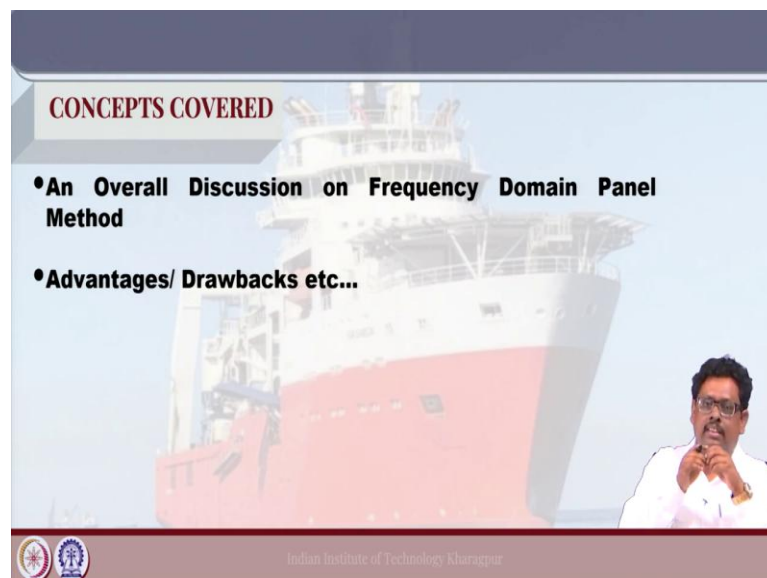 CONCEPTS COVERED
•An Overall Discussion on Frequency Domain Panel
Method
•Advantages/ Drawbacks etc...
Indian Institute of Technology Kharagpur